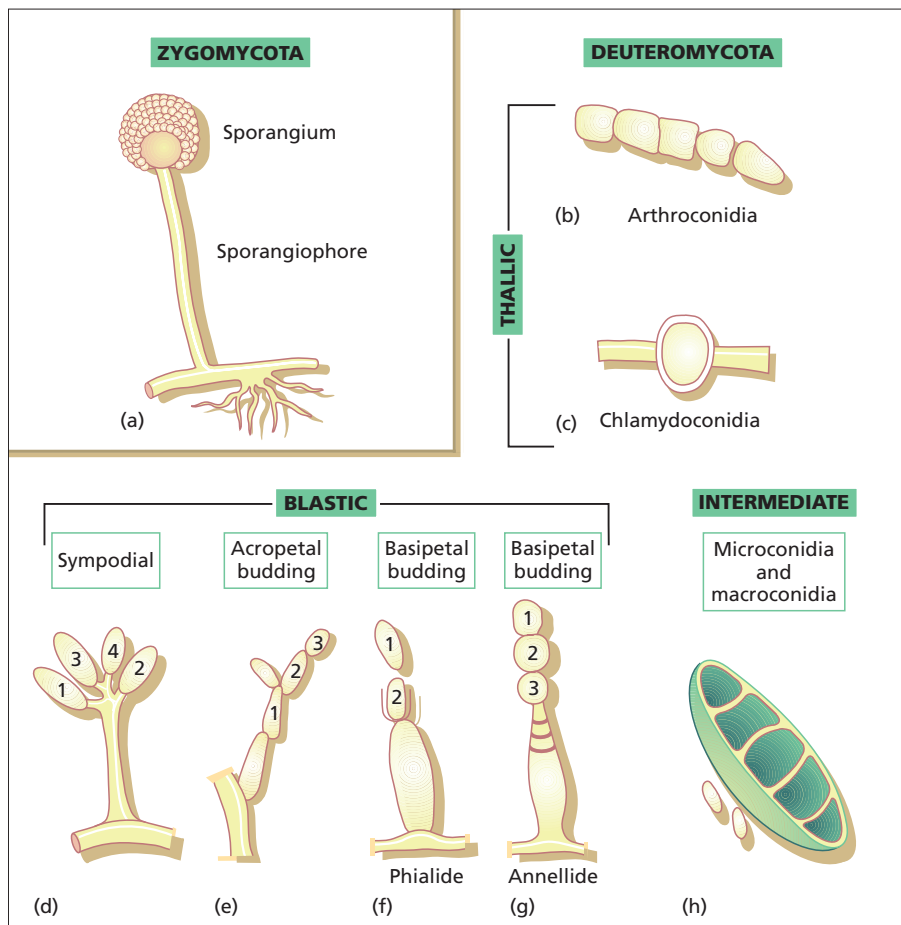 ZYGOMYCOTA
Sporangium
Sporangiophore
(a)
DEUTEROMYCOTA
THALLIC
(b) Arthroconidia
(c) Chlamydoconidia
BLASTIC
Sympodial
1
3
4
2
(d)
Acropetal
budding
3
2
1
(e)
Basipetal
budding
1
2
Phialide
(f)
Basipetal
budding
1
2
3
Annellide
(g)
INTERMEDIATE
Microconidia
and
macroconidia
(h)